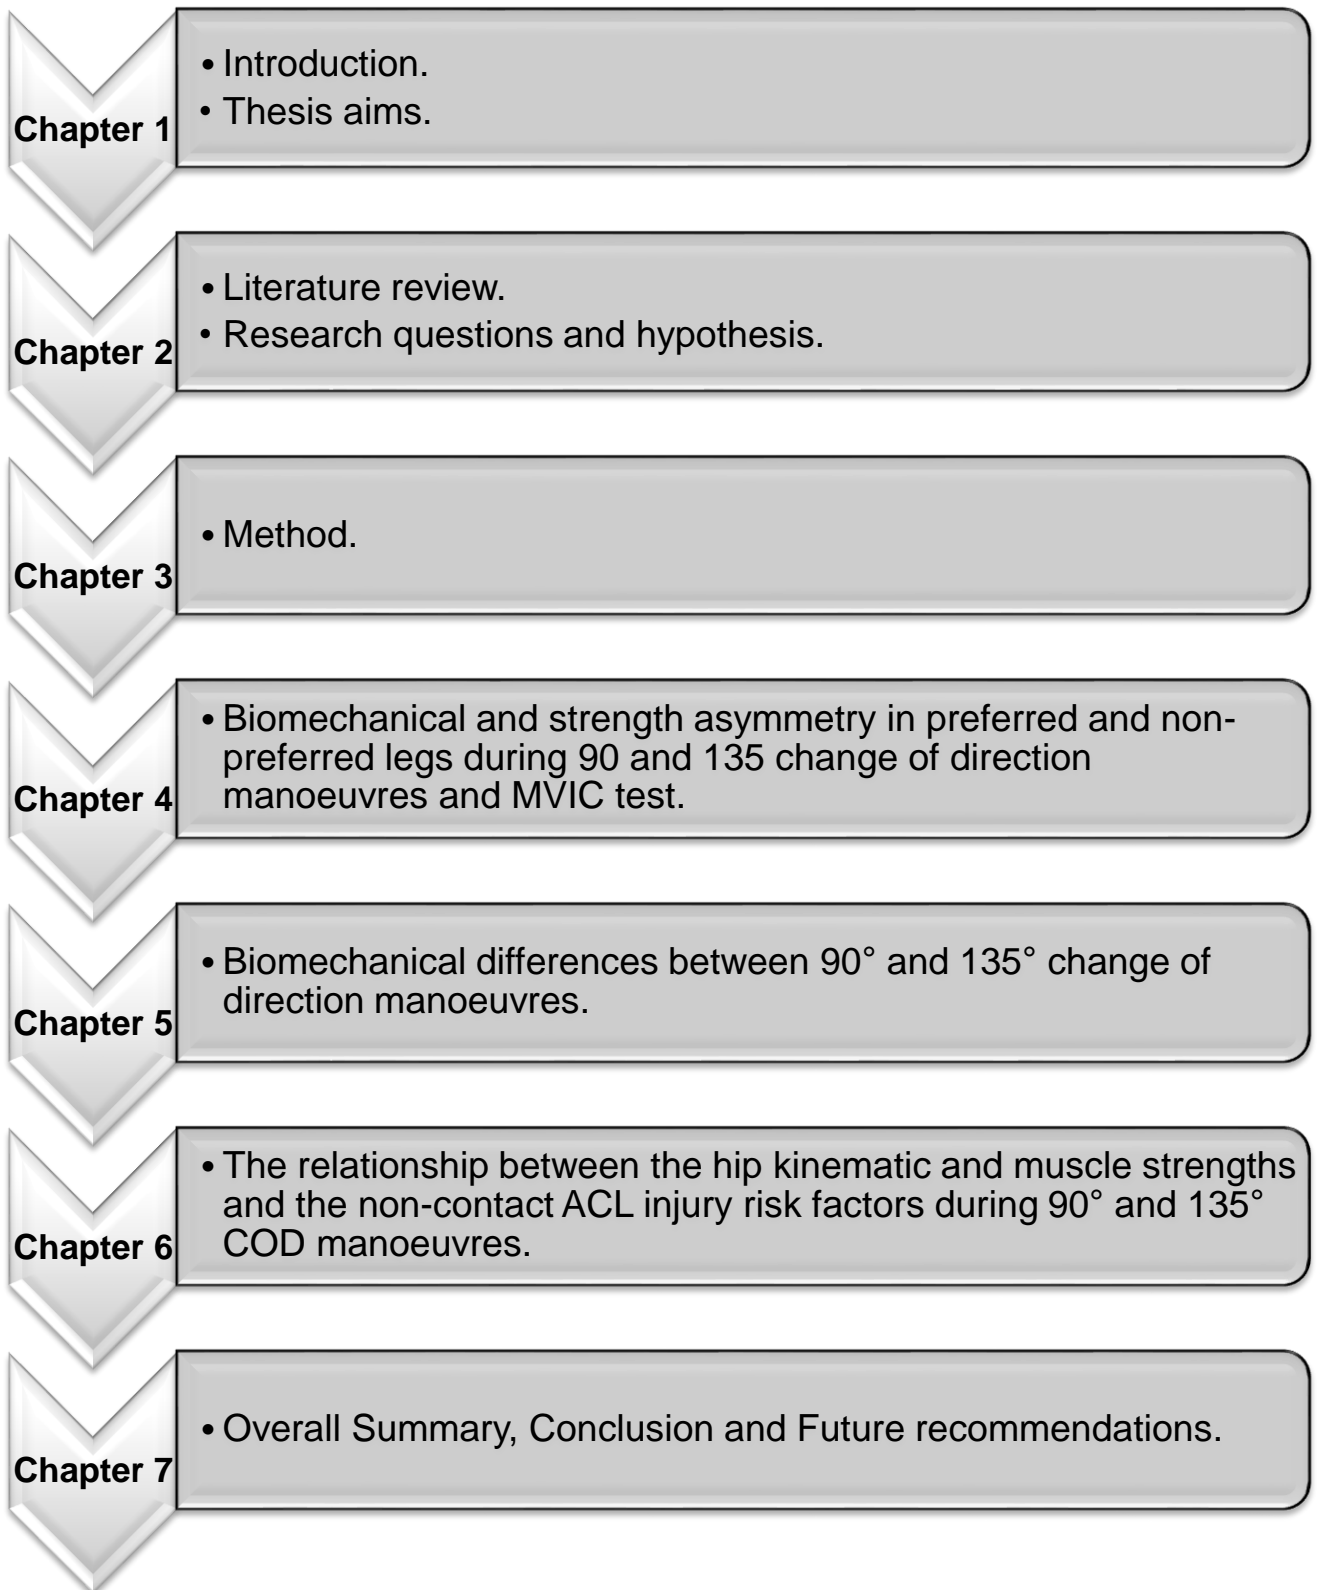 Chapter 1
• Introduction.
• Thesis aims.
Chapter 2
• Literature review.
• Research questions and hypothesis.
Chapter 3
• Method.
Chapter 4
• Biomechanical and strength asymmetry in preferred and non-
preferred legs during 90 and 135 change of direction
manoeuvres and MVIC test.
Chapter 5
• Biomechanical differences between 90° and 135° change of
direction manoeuvres.
Chapter 6
• The relationship between the hip kinematic and muscle strengths
and the non-contact ACL injury risk factors during 90° and 135°
COD manoeuvres.
Chapter 7
• Overall Summary, Conclusion and Future recommendations.